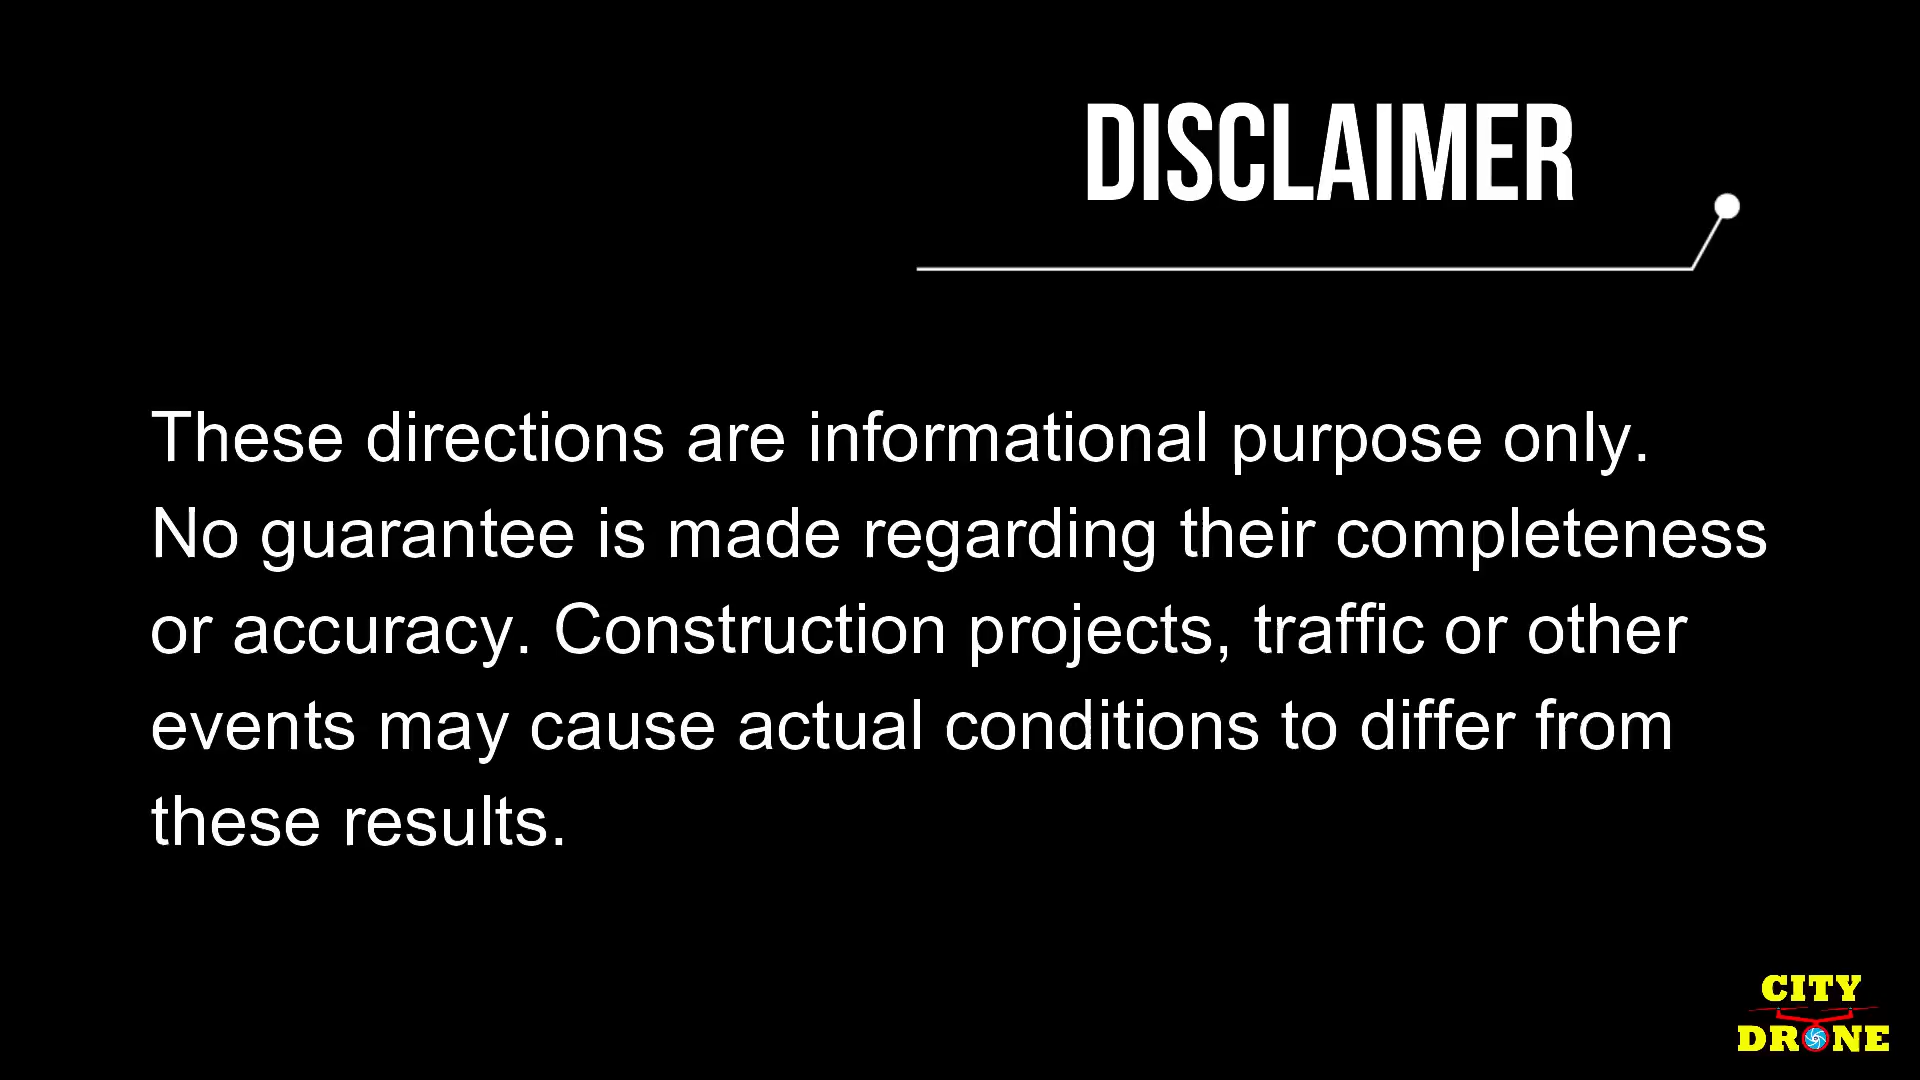 DISCLAIMER
These directions are informational purpose only.
No guarantee is made regarding their completeness
or accuracy. Construction projects, traffic or other
events may cause actual conditions to differ from
these results.
CITY
DRONE